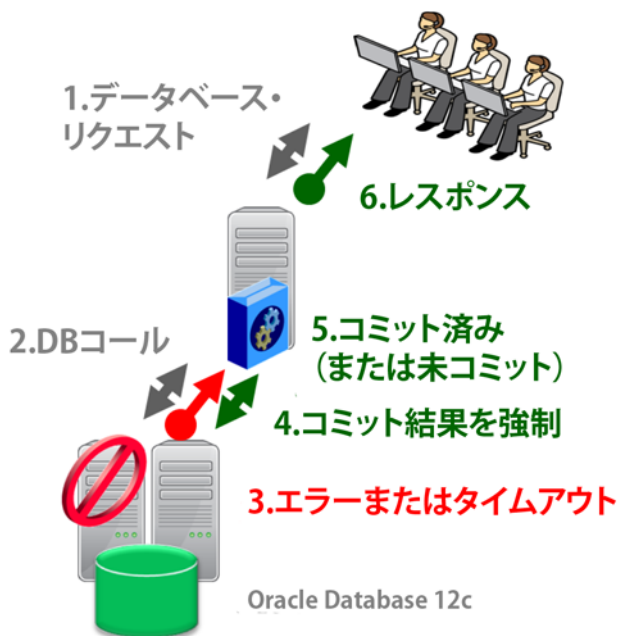 1.データベース・
リクエスト
6.レスポンス
2.DBコール
5.コミット済み
（または未コミット）
4.コミット結果を強制
3.エラーまたはタイムアウト
Oracle Database 12c